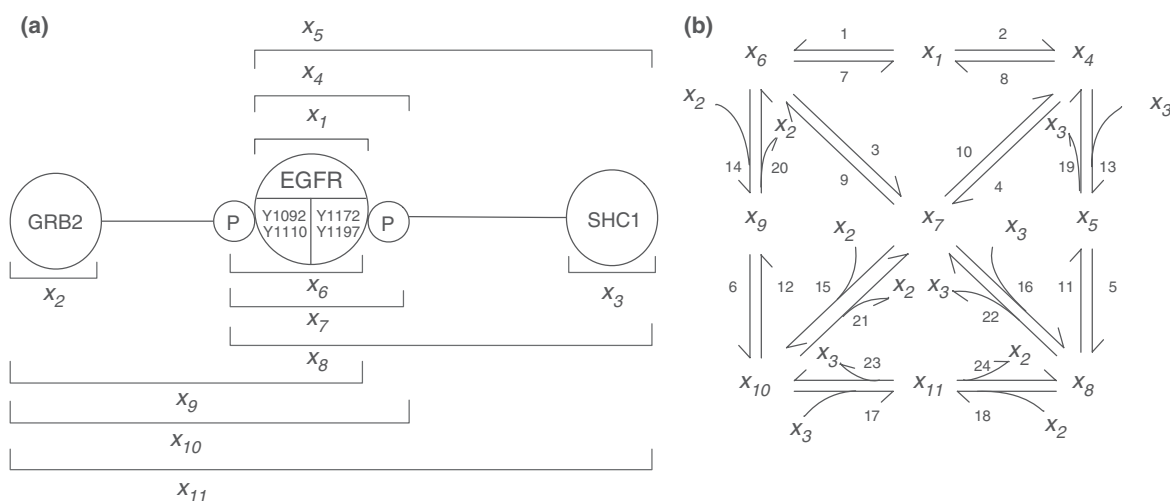 (a)
x5
x4
x1
EGFR
GRB2
P
Y1092
Y1110
Y1172
Y1197
P
SHC1
x2
x6
x3
x7
x8
x9
x10
x11
(b)
x6
1
7
x1
2
8
x4
x2
x2
14
20
3
9
10
4
x3
x3
19
13
x9
x7
x5
x2
x3
6
12
15
x2
21
x3
16
22
11
5
x10
x3
23
x11
24
x2
x8
x3
17
18
x2